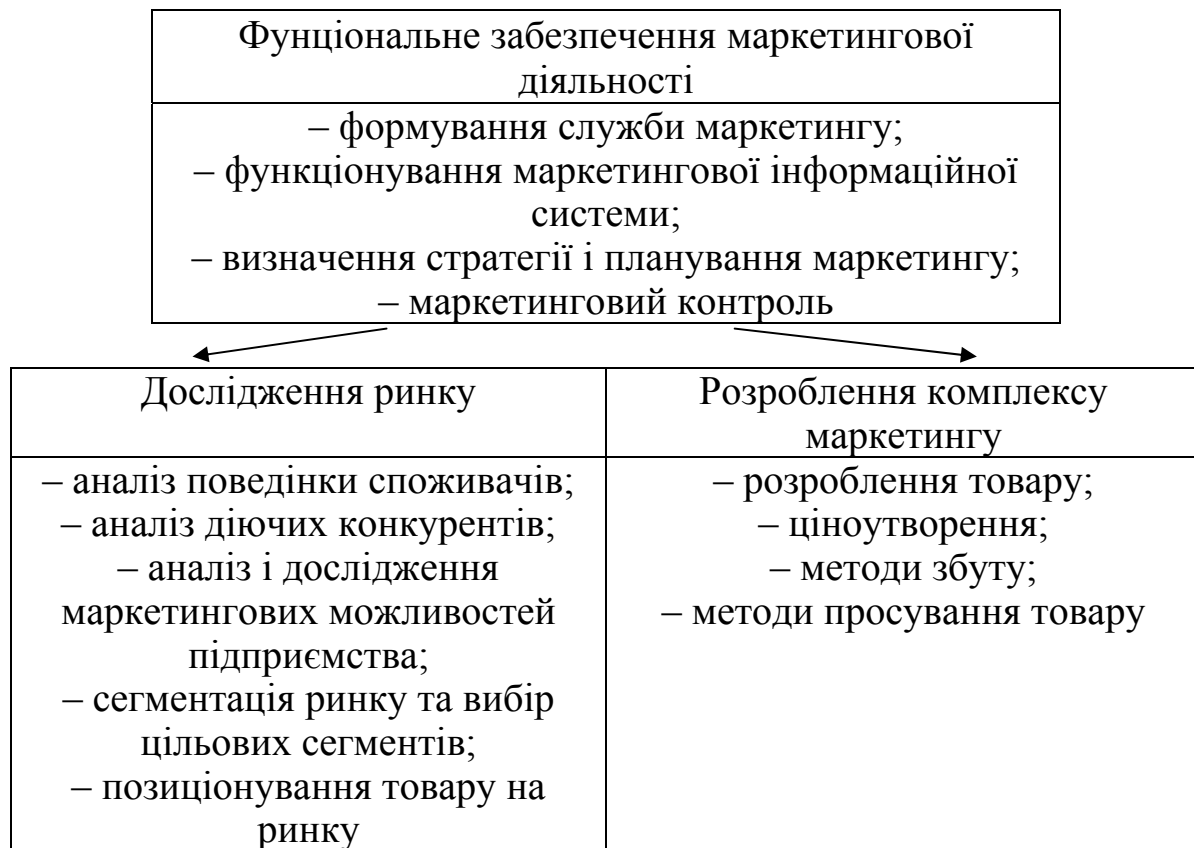 Фунціональне забезпечення маркетингової
діяльності
– формування служби маркетингу;
– функціонування маркетингової інформаційної
системи;
– визначення стратегії і планування маркетингу;
– маркетинговий контроль
Дослідження ринку
– аналіз поведінки споживачів;
– аналіз діючих конкурентів;
– аналіз і дослідження
маркетингових можливостей
підприємства;
– сегментація ринку та вибір
цільових сегментів;
– позиціонування товару на
ринку
Розроблення комплексу
маркетингу
– розроблення товару;
– ціноутворення;
– методи збуту;
– методи просування товару